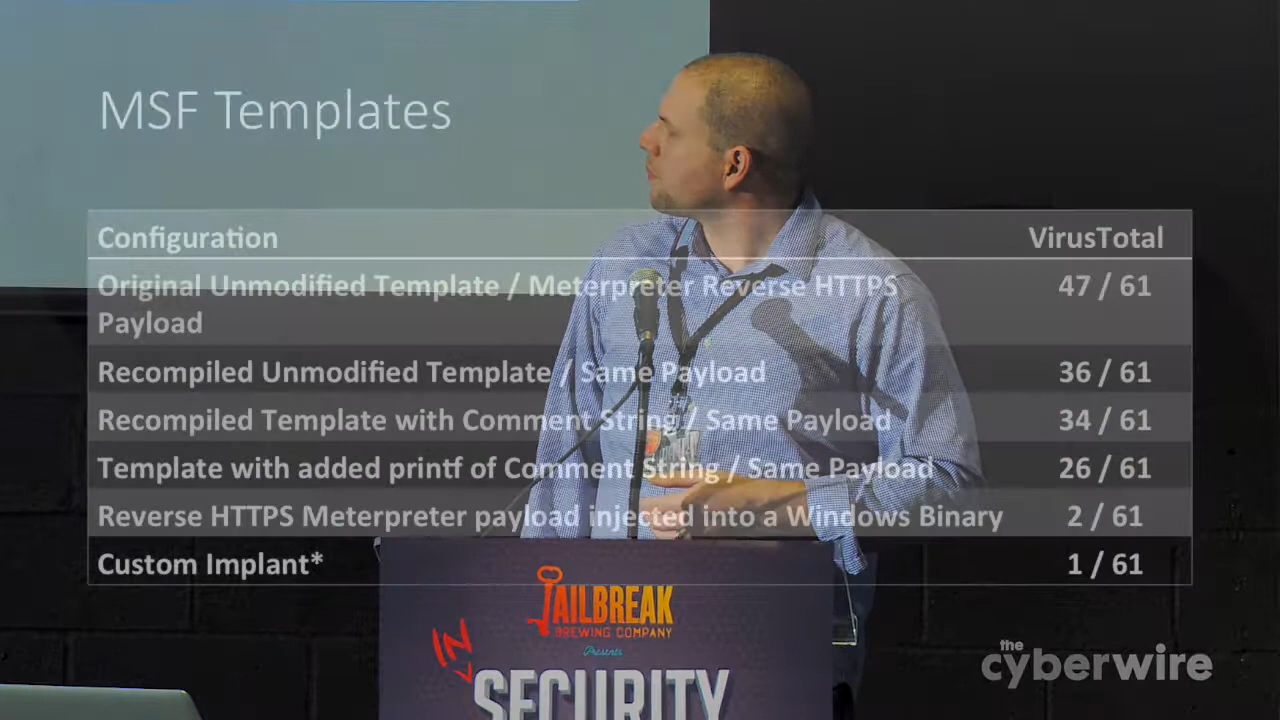 MSF Templates
Configuration VirusTotal
Original Unmodified Template / Meterpreter Reverse HTTPS 47 / 61
Payload
Recompiled Unmodified Template / Same Payload 36 / 61
Recompiled Template with Comment String / Same Payload 34 / 61
Template with added printf of Comment String / Same Payload 26 / 61
Reverse HTTPS Meterpreter payload injected into a Windows Binary 2 / 61
Custom Implant* 1 / 61
JAILBREAK
BREWING COMPANY
Presents
IN
SECURITY
the
cyberwire